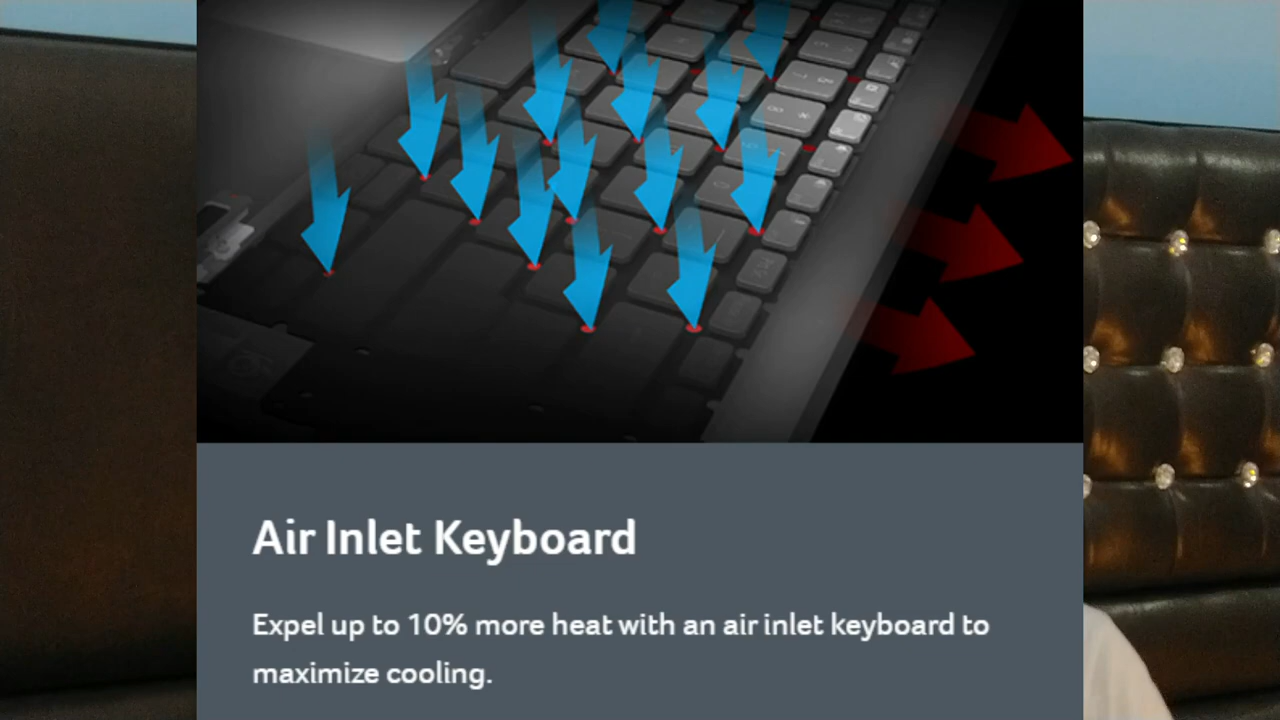 Air Inlet Keyboard
Expel up to 10% more heat with an air inlet keyboard to
maximize cooling.